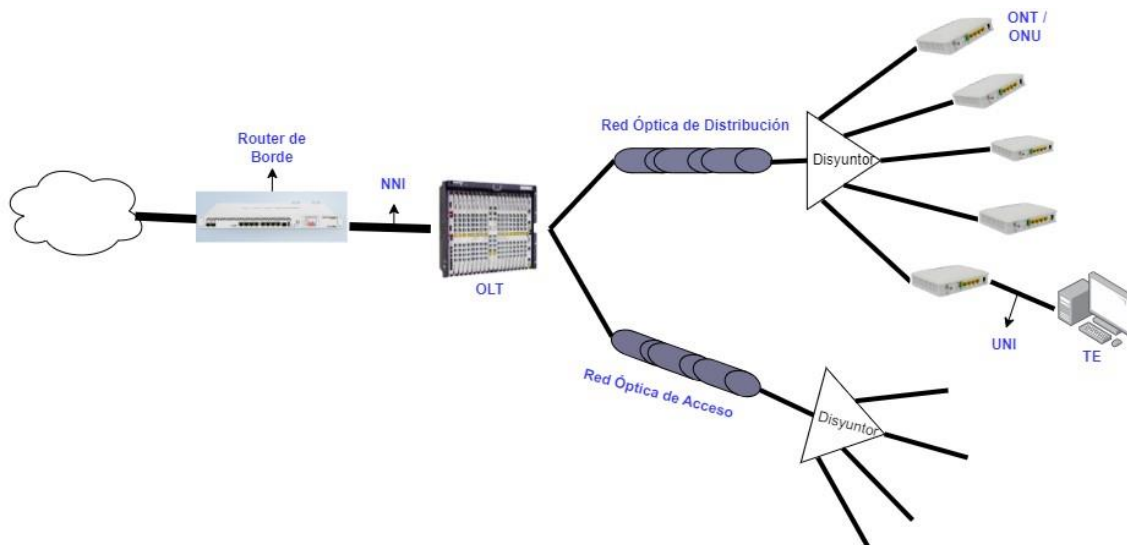 ONT /
ONU
Red Óptica de Distribución
Router de
Borde
Disyuntor
NNI
OLT
UNI
TE
Red Óptica de Acceso
Disyuntor